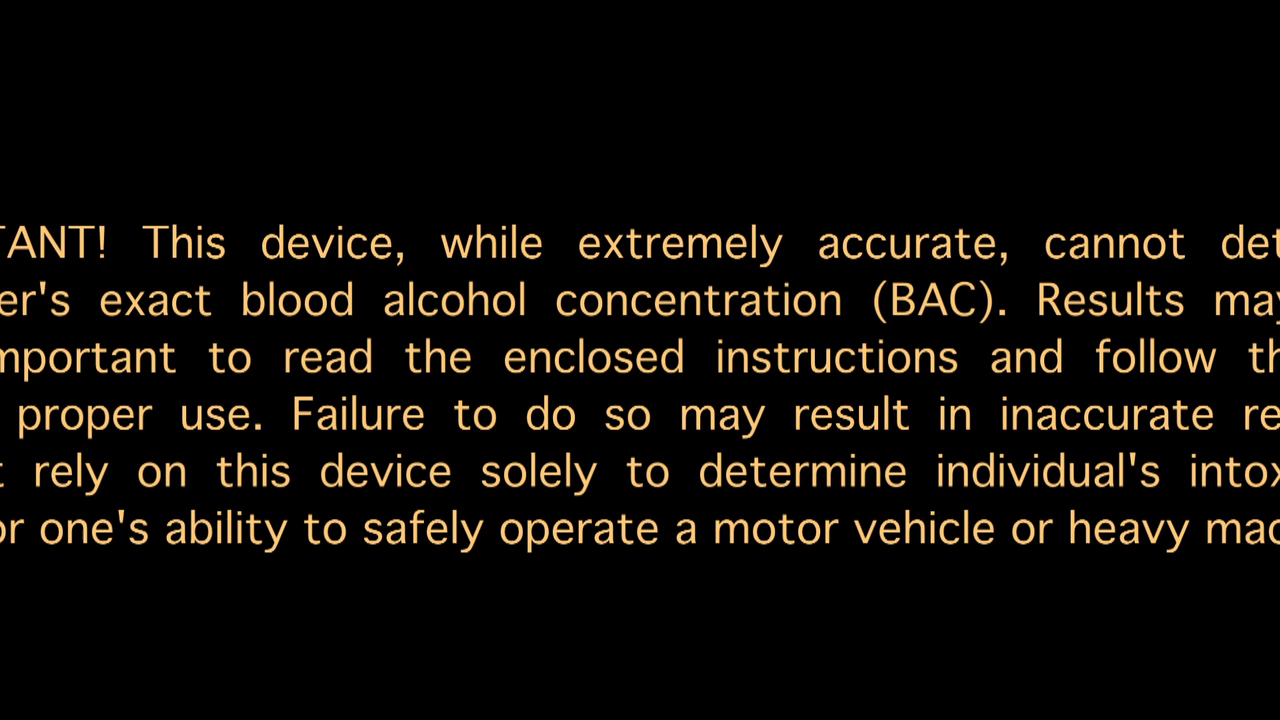 TANT! This device, while extremely accurate, cannot det
er's exact blood alcohol concentration (BAC). Results may
mportant to read the enclosed instructions and follow th
proper use. Failure to do so may result in inaccurate re
t rely on this device solely to determine individual's intox
or one's ability to safely operate a motor vehicle or heavy mac